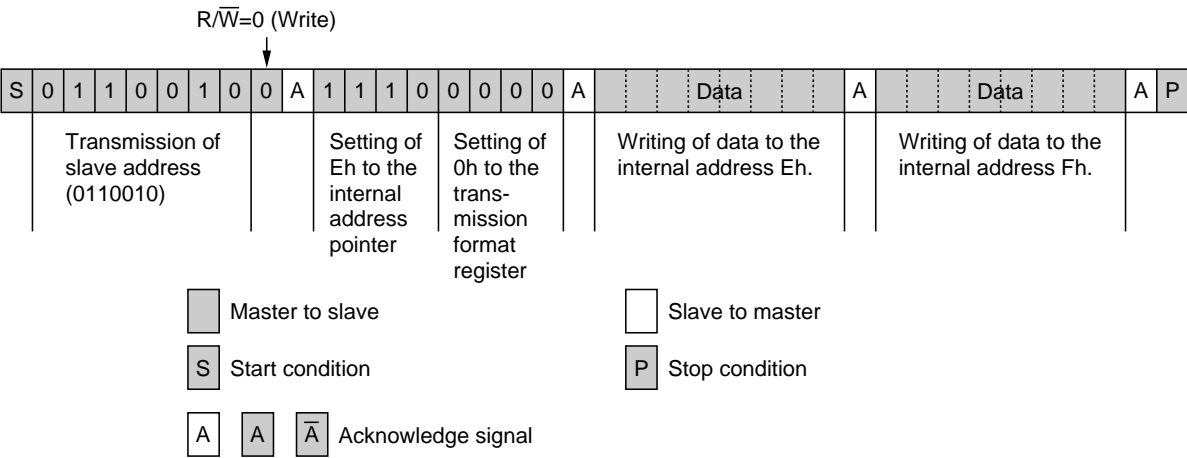 R/W̅=0 (Write)
S 0 1 1 0 0 1 0 0 A 1 1 1 0 0 0 0 0 A Data A Data A P
Transmission of
slave address
(0110010)
Setting of
Eh to the
internal
address
pointer
Setting of
0h to the
trans-
mission
format
register
Writing of data to the
internal address Eh.
Writing of data to the
internal address Fh.
Master to slave
Slave to master
S Start condition
P Stop condition
A A A̅ Acknowledge signal